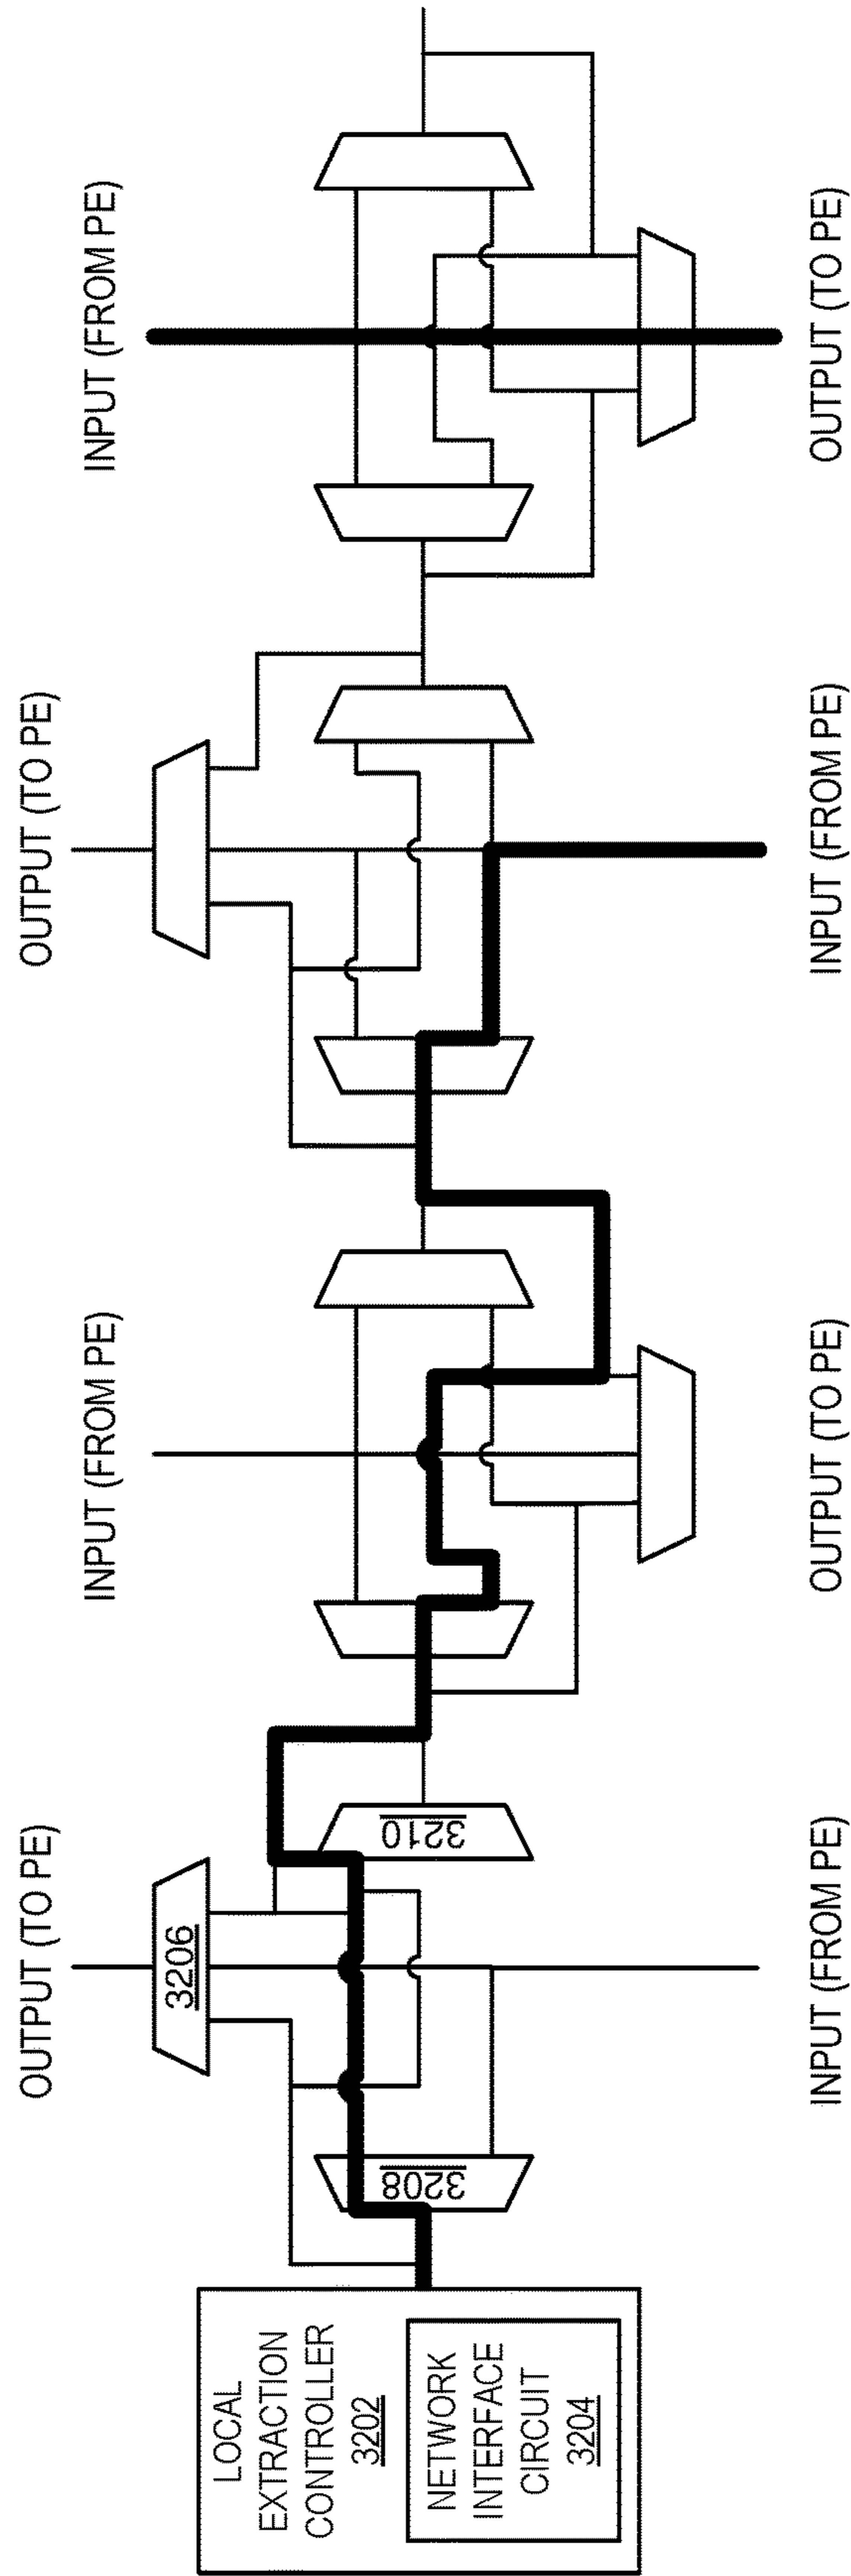 OUTPUT (TO PE)
INPUT (FROM PE)
OUTPUT (TO PE)
INPUT (FROM PE)
LOCAL
EXTRACTION
CONTROLLER
3202
NETWORK
INTERFACE
CIRCUIT
3204
3206
3208
3210
INPUT (FROM PE)
OUTPUT (TO PE)
INPUT (FROM PE)
OUTPUT (TO PE)